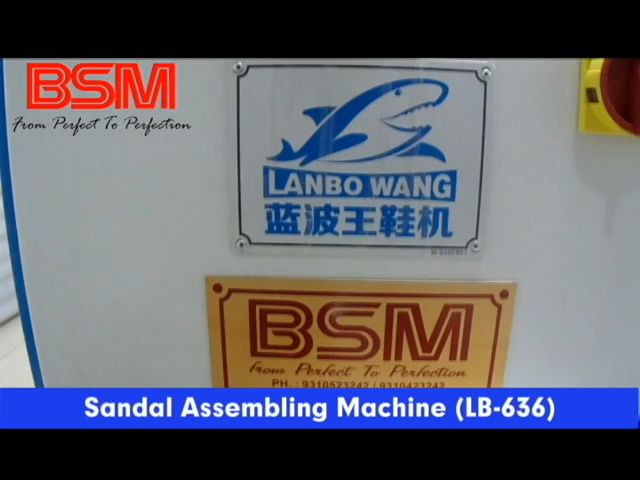 BSM
From Perfect To Perfection
LANBO WANG
蓝波王鞋机
BSM
From Perfect To Perfection
PH. : 9310523242 / 9310423242
Sandal Assembling Machine (LB-636)